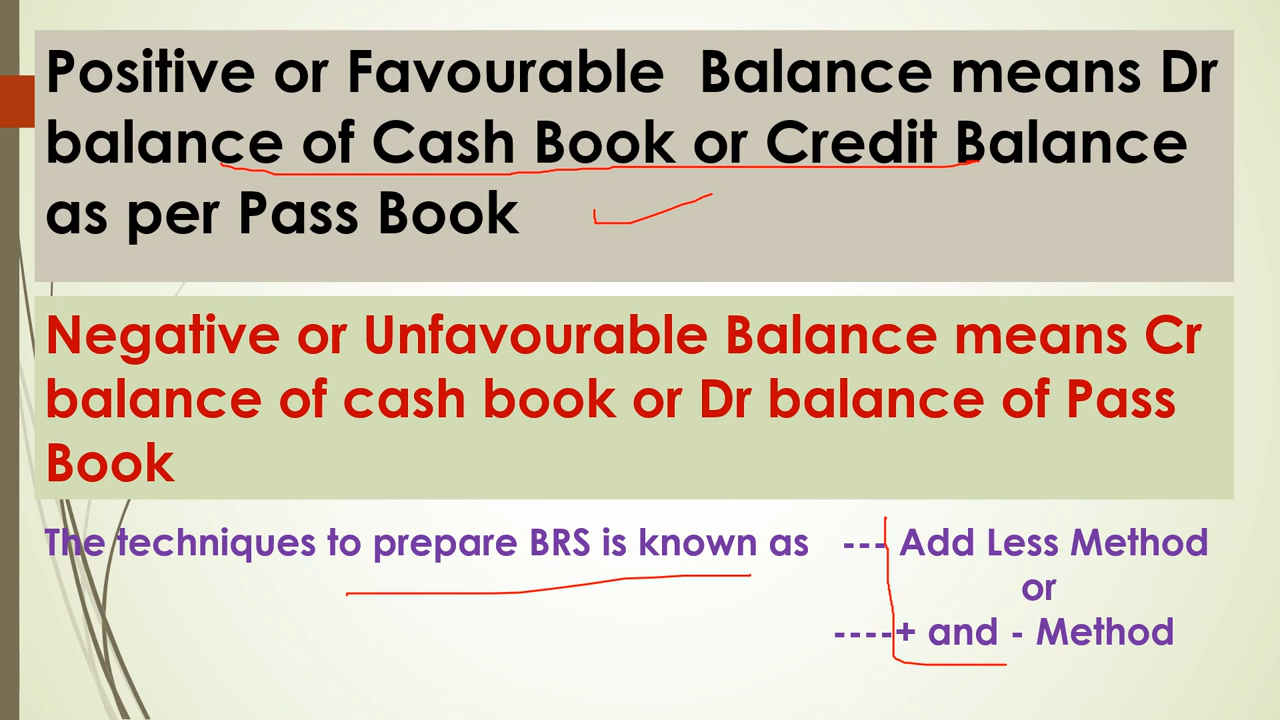 Positive or Favourable Balance means Dr
balance of Cash Book or Credit Balance
as per Pass Book
Negative or Unfavourable Balance means Cr
balance of cash book or Dr balance of Pass
Book
The techniques to prepare BRS is known as --- Add Less Method
or
----+ and - Method